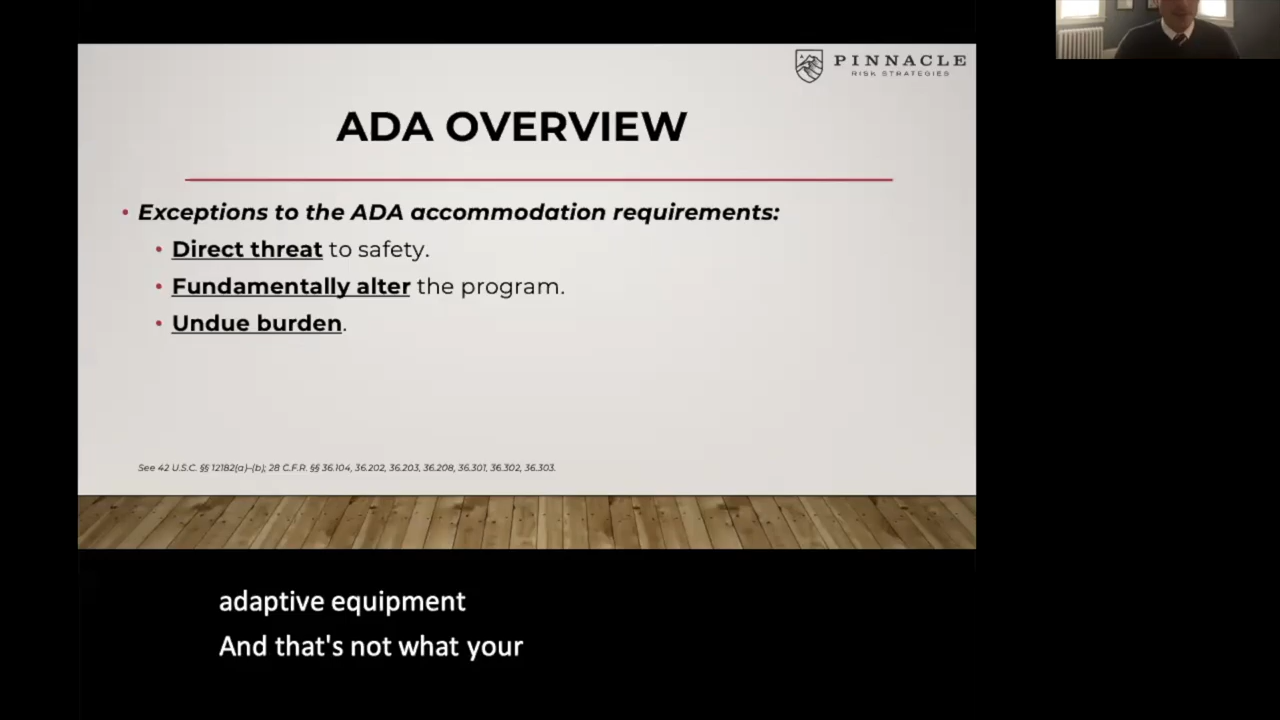 PINNACLE
RISK STRATEGIES
ADA OVERVIEW
• Exceptions to the ADA accommodation requirements:
• Direct threat to safety.
• Fundamentally alter the program.
• Undue burden.
See 42 U.S.C. §§ 12182(a)–(b); 28 C.F.R. §§ 36.104, 36.202, 36.203, 36.208, 36.301, 36.302, 36.303.
adaptive equipment
And that's not what your